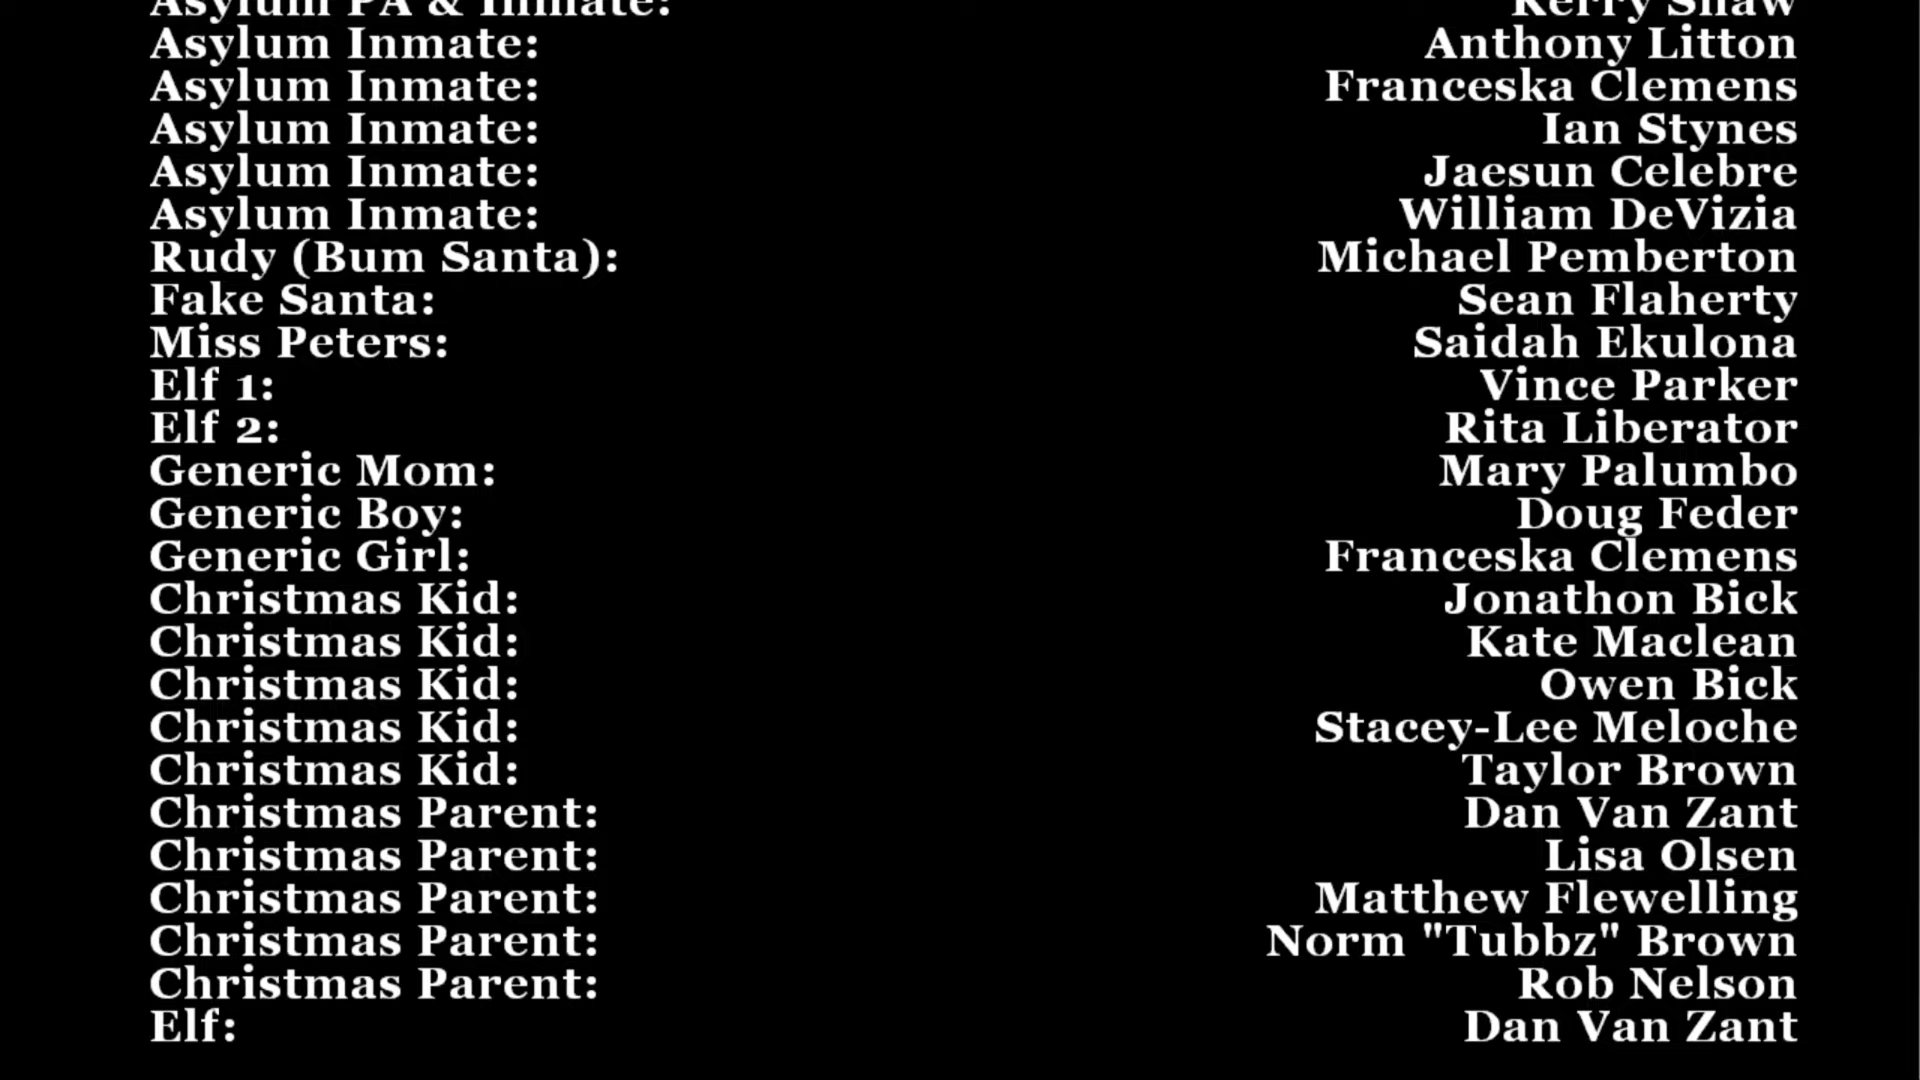 Asylum PA & Inmate: Kerry Shaw
Asylum Inmate: Anthony Litton
Asylum Inmate: Franceska Clemens
Asylum Inmate: Ian Stynes
Asylum Inmate: Jaesun Celebre
Asylum Inmate: William DeVizia
Rudy (Bum Santa): Michael Pemberton
Fake Santa: Sean Flaherty
Miss Peters: Saidah Ekulona
Elf 1: Vince Parker
Elf 2: Rita Liberator
Generic Mom: Mary Palumbo
Generic Boy: Doug Feder
Generic Girl: Franceska Clemens
Christmas Kid: Jonathon Bick
Christmas Kid: Kate Maclean
Christmas Kid: Owen Bick
Christmas Kid: Stacey-Lee Meloche
Christmas Kid: Taylor Brown
Christmas Parent: Dan Van Zant
Christmas Parent: Lisa Olsen
Christmas Parent: Matthew Flewelling
Christmas Parent: Norm "Tubbz" Brown
Christmas Parent: Rob Nelson
Elf: Dan Van Zant